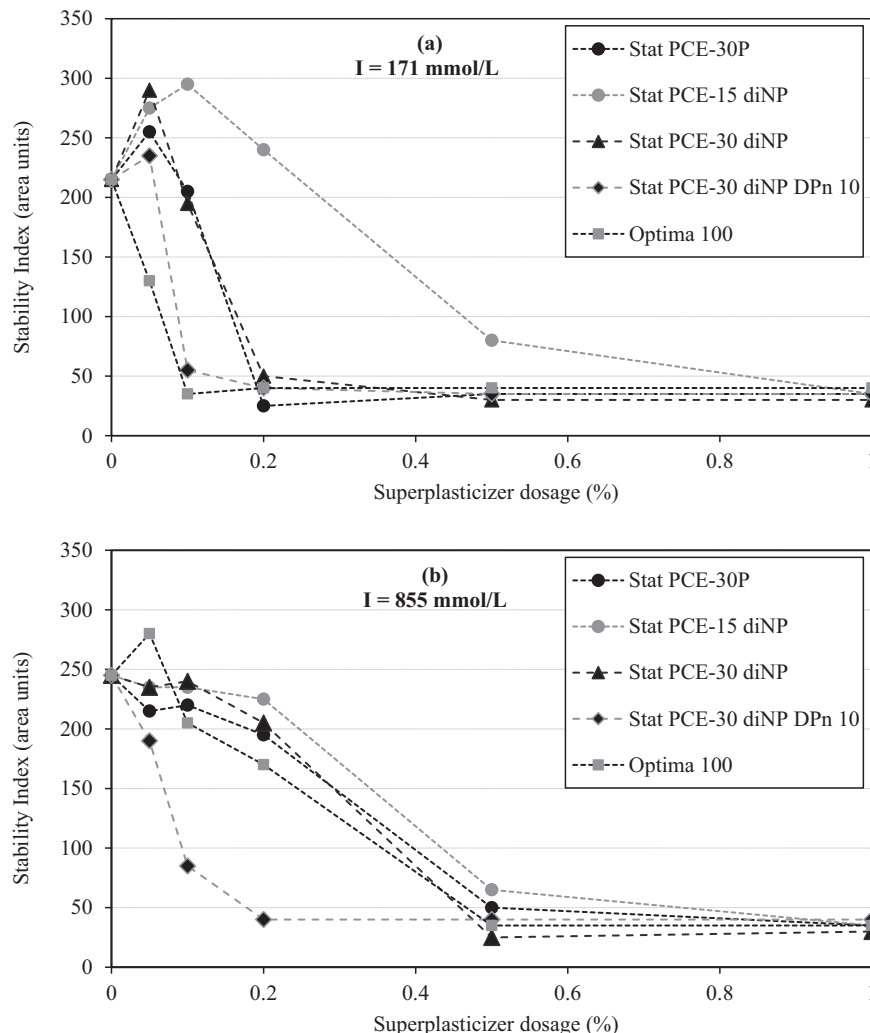 350
300
250
200
150
100
50
0
Stability Index (area units)
(a)
I = 171 mmol/L
Stat PCE-30P
Stat PCE-15 diNP
Stat PCE-30 diNP
Stat PCE-30 diNP DPn 10
Optima 100
0 0.2 0.4 0.6 0.8 1
Superplasticizer dosage (%)
350
300
250
200
150
100
50
0
Stability Index (area units)
(b)
I = 855 mmol/L
Stat PCE-30P
Stat PCE-15 diNP
Stat PCE-30 diNP
Stat PCE-30 diNP DPn 10
Optima 100
0 0.2 0.4 0.6 0.8 1
Superplasticizer dosage (%)